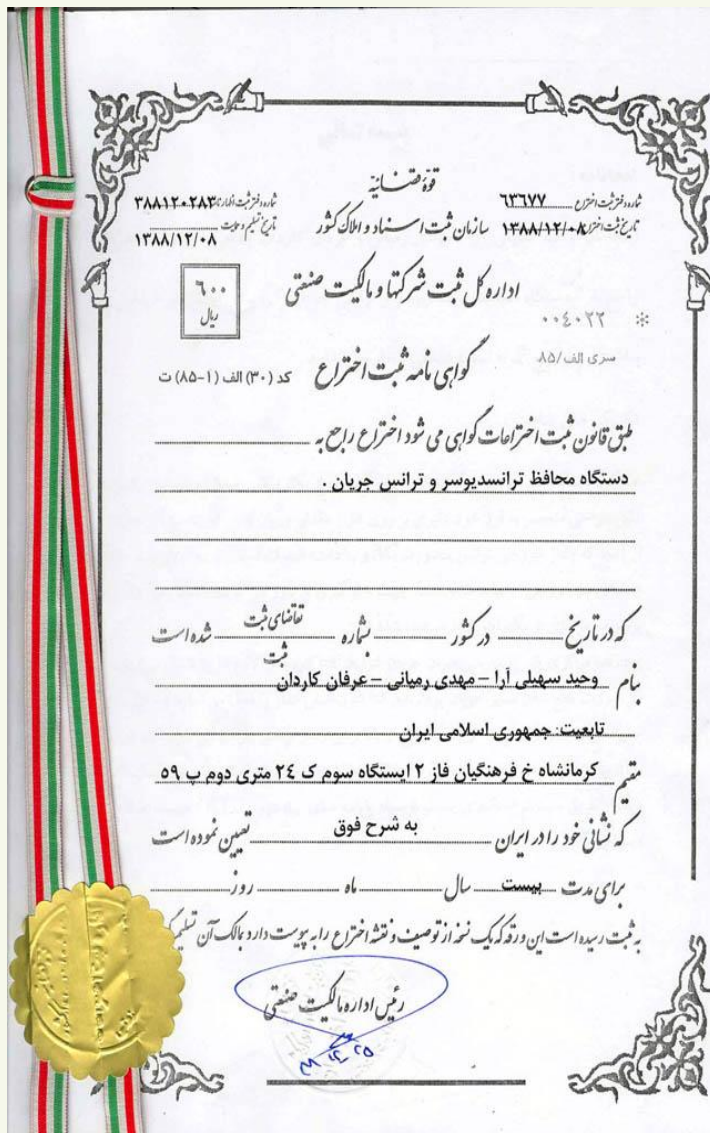 قوهٔ قضائیه
شماره دفتر ثبت اختراع ۶۳۶۷۷
تاریخ ثبت اختراع ۱۳۸۸/۱۲/۰۸
سازمان ثبت اسناد و املاک کشور
شماره دفتر ثبت اظهارنامه ۳۸۸۱۲۰۲۸۳
تاریخ تسلیم
۱۳۸۸/۱۲/۰۸
اداره کل ثبت شرکتها و مالکیت صنعتی
۶۰۰
ریال
* ۰۰۴۰۲۲
سری الف/۸۵
گواهی نامه ثبت اختراع
کد (۳۰) الف (۱-۸۵) ت
طبق قانون ثبت اختراعات گواهی می شود اختراع راجع به
دستگاه محافظ ترانسدیوسر و ترانس جریان .
که در تاریخ در کشور بشماره تقاضای ثبت شده است
ثبت
بنام وحید سهیلی آرا – مهدی رمیانی – عرفان کاردان
تابعیت: جمهوری اسلامی ایران
مقیم کرمانشاه خ فرهنگیان فاز ۲ ایستگاه سوم ک ۲۴ متری دوم پ ۵۹
که نشانی خود را در ایران به شرح فوق تعیین نموده است
برای مدت بیست سال ماه روز
به ثبت رسیده است این ورقه که یک نسخه از توصیف و نقشه اختراع را به پیوست دارد بمالک آن تسلیم
رئیس اداره مالکیت صنعتی